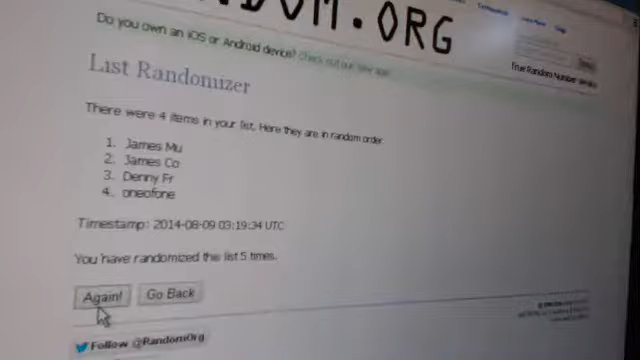 DOM.ORG
Do you own an iOS or Android device? Check out our new app!
True Random Number Service
List Randomizer
There were 4 items in your list. Here they are in random order:
1. James Mu
2. James Co
3. Denny Fr
4. oneofone
Timestamp: 2014-08-09 03:19:34 UTC
You have randomized this list 5 times.
Again! Go Back
Follow @RandomOrg